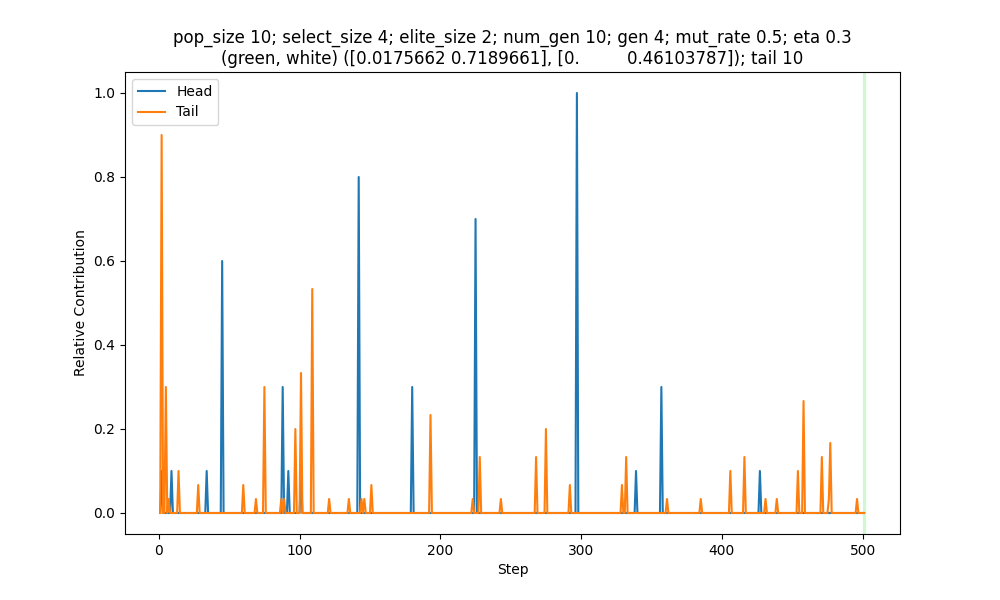 pop_size 10; select_size 4; elite_size 2; num_gen 10; gen 4; mut_rate 0.5; eta 0.3
(green, white) ([0.0175662 0.7189661], [0.         0.46103787]); tail 10
Head
Tail
1.0
0.8
0.6
0.4
0.2
0.0
Relative Contribution
0
100
200
300
400
500
Step